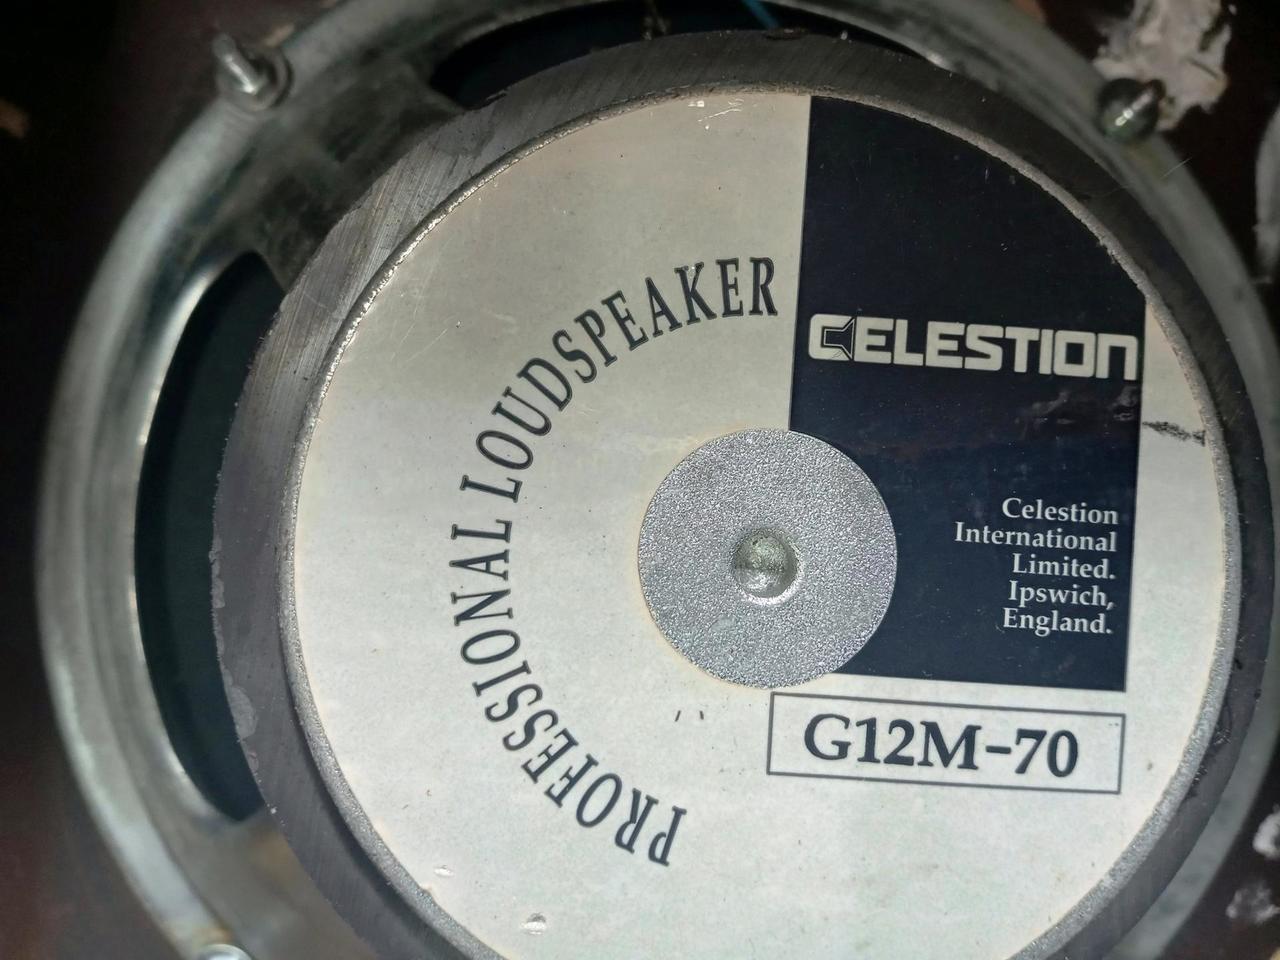 PROFESSIONAL LOUDSPEAKER
CELESTION
Celestion
International
Limited.
Ipswich,
England.
G12M-70